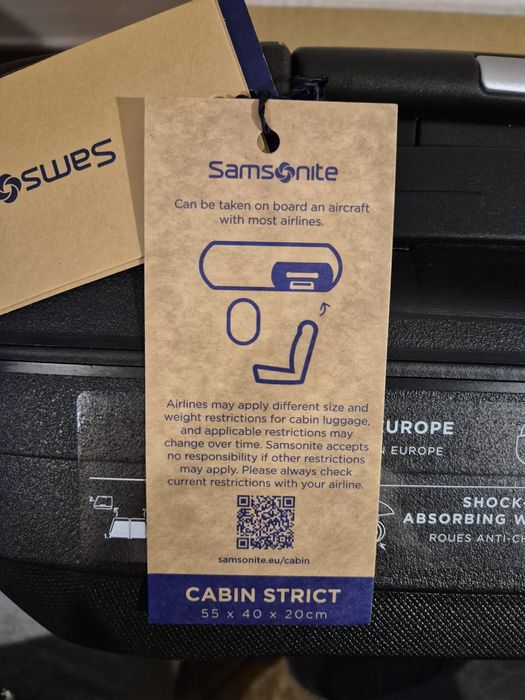 Samsonite
Samsonite
Can be taken on board an aircraft
with most airlines.
Airlines may apply different size and
weight restrictions for cabin luggage,
and applicable restrictions may
change over time. Samsonite accepts
no responsibility if other restrictions
may apply. Please always check
current restrictions with your airline.
samsonite.eu/cabin
CABIN STRICT
55 x 40 x 20cm
EUROPE
EUROPE
SHOCK
ABSORBING
ROUES